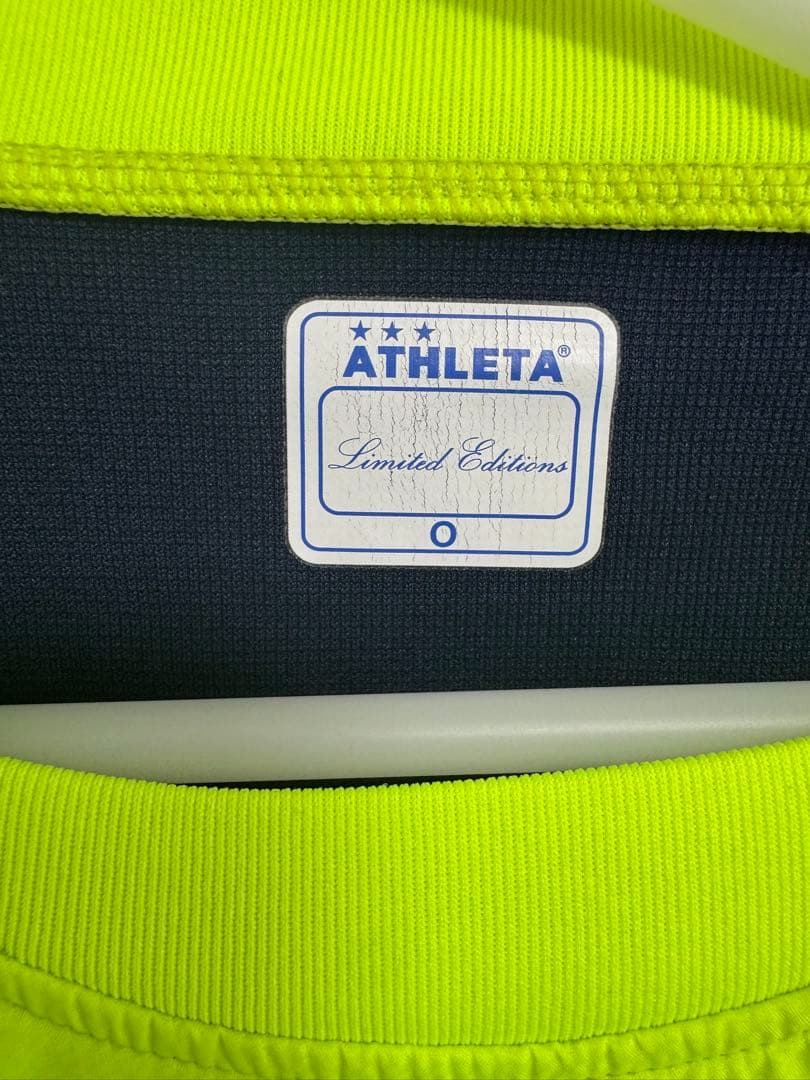 ★★★
ATHLETA®
Limited Editions
O